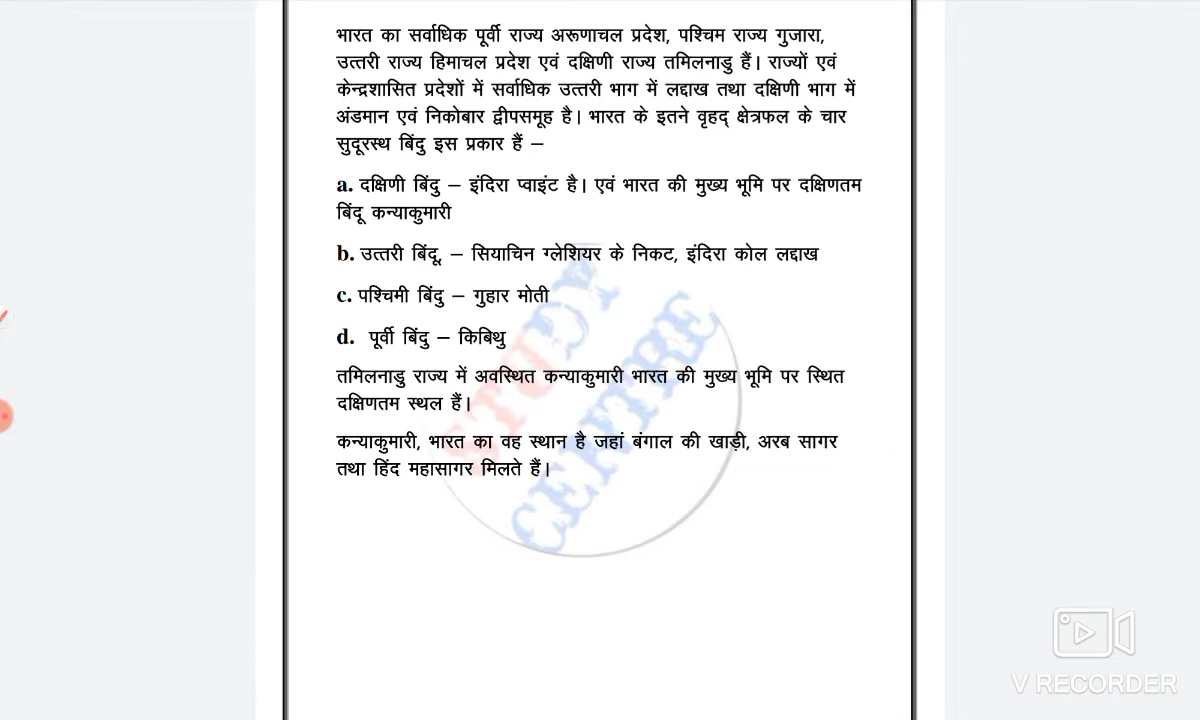 भारत का सर्वाधिक पूर्वी राज्य अरूणाचल प्रदेश, पश्चिम राज्य गुजारा,
उत्तरी राज्य हिमाचल प्रदेश एवं दक्षिणी राज्य तमिलनाडु हैं। राज्यों एवं
केन्द्रशासित प्रदेशों में सर्वाधिक उत्तरी भाग में लद्दाख तथा दक्षिणी भाग में
अंडमान एवं निकोबार द्वीपसमूह है। भारत के इतने वृहद् क्षेत्रफल के चार
सुदूरस्थ बिंदु इस प्रकार हैं –
a. दक्षिणी बिंदु – इंदिरा प्वाइंट है। एवं भारत की मुख्य भूमि पर दक्षिणतम
बिंदू कन्याकुमारी
b. उत्तरी बिंदू, – सियाचिन ग्लेशियर के निकट, इंदिरा कोल लद्दाख
c. पश्चिमी बिंदु – गुहार मोती
d. पूर्वी बिंदु – किबिथु
तमिलनाडु राज्य में अवस्थित कन्याकुमारी भारत की मुख्य भूमि पर स्थित
दक्षिणतम स्थल हैं।
कन्याकुमारी, भारत का वह स्थान है जहां बंगाल की खाड़ी, अरब सागर
तथा हिंद महासागर मिलते हैं।
STUDY
CENTRE
V RECORDER